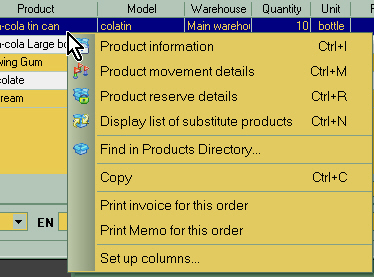 Product Model Warehouse Quantity Unit
-cola tin can colatin Main warehou 10 bottle
-cola Large bo
wing Gum
colate
ream
EN
Product information Ctrl+I
Product movement details Ctrl+M
Product reserve details Ctrl+R
Display list of substitute products Ctrl+N
Find in Products Directory...
Copy Ctrl+C
Print invoice for this order
Print Memo for this order
Set up columns...